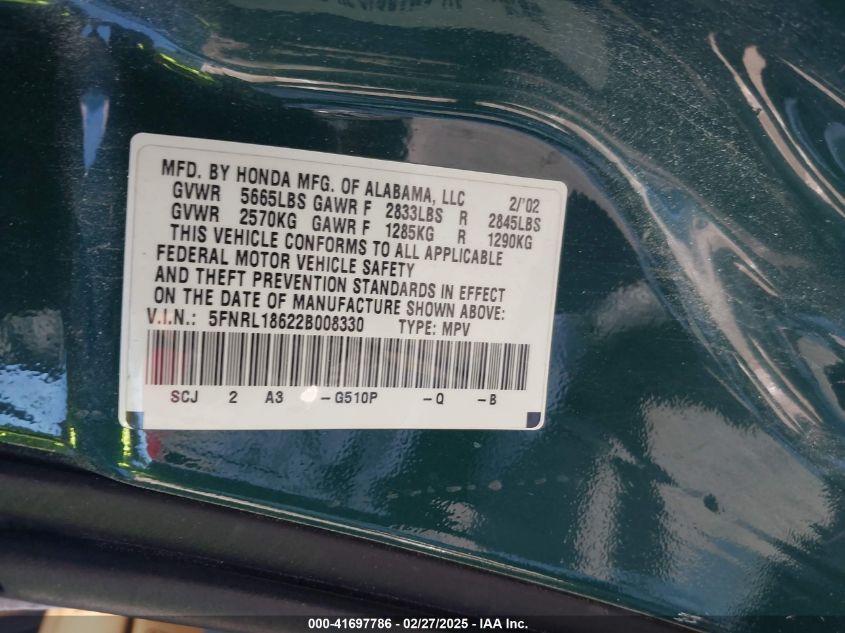 MFD. BY HONDA MFG. OF ALABAMA, LLC 2/'02
GVWR 5665LBS GAWR F 2833LBS R 2845LBS
GVWR 2570KG GAWR F 1285KG R 1290KG
THIS VEHICLE CONFORMS TO ALL APPLICABLE
FEDERAL MOTOR VEHICLE SAFETY
AND THEFT PREVENTION STANDARDS IN EFFECT
ON THE DATE OF MANUFACTURE SHOWN ABOVE:
V.I.N.: 5FNRL18622B008330 TYPE: MPV
SCJ 2 A3 -G510P -Q -B
000-41697786 - 02/27/2025 - IAA Inc.